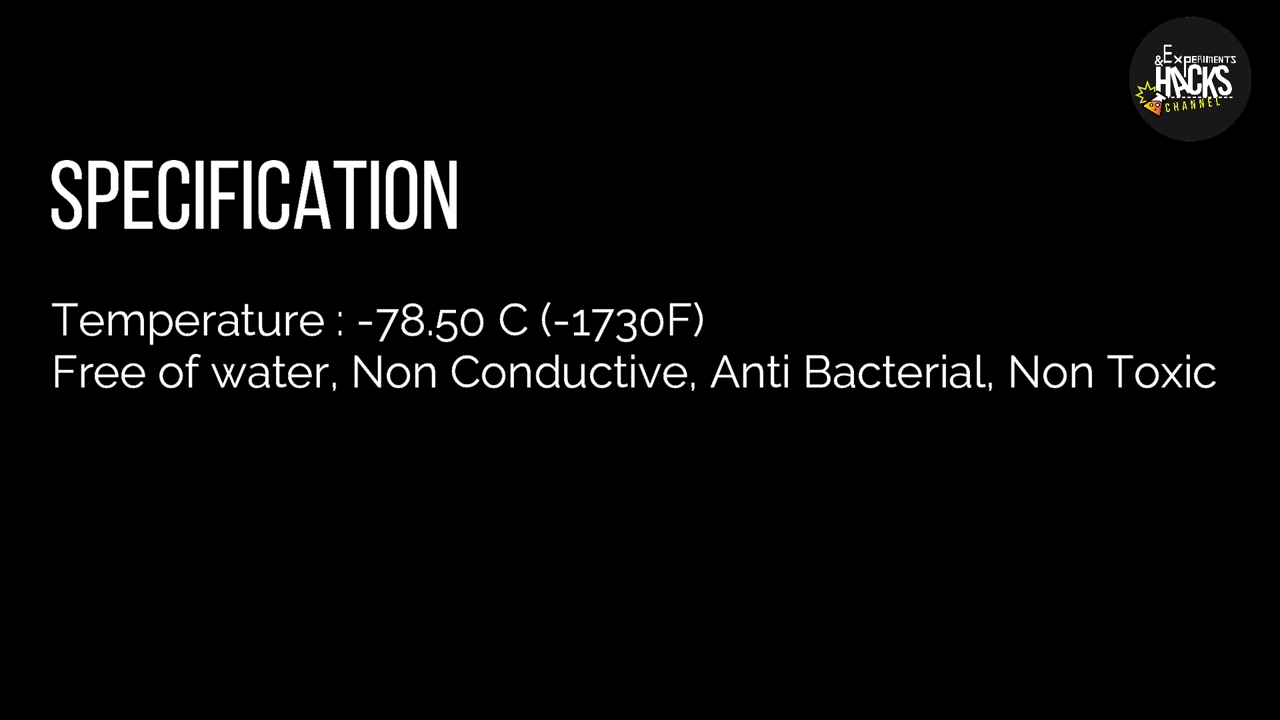 &Experiments
HACKS
CHANNEL
SPECIFICATION
Temperature : -78.50 C (-1730F)
Free of water, Non Conductive, Anti Bacterial, Non Toxic